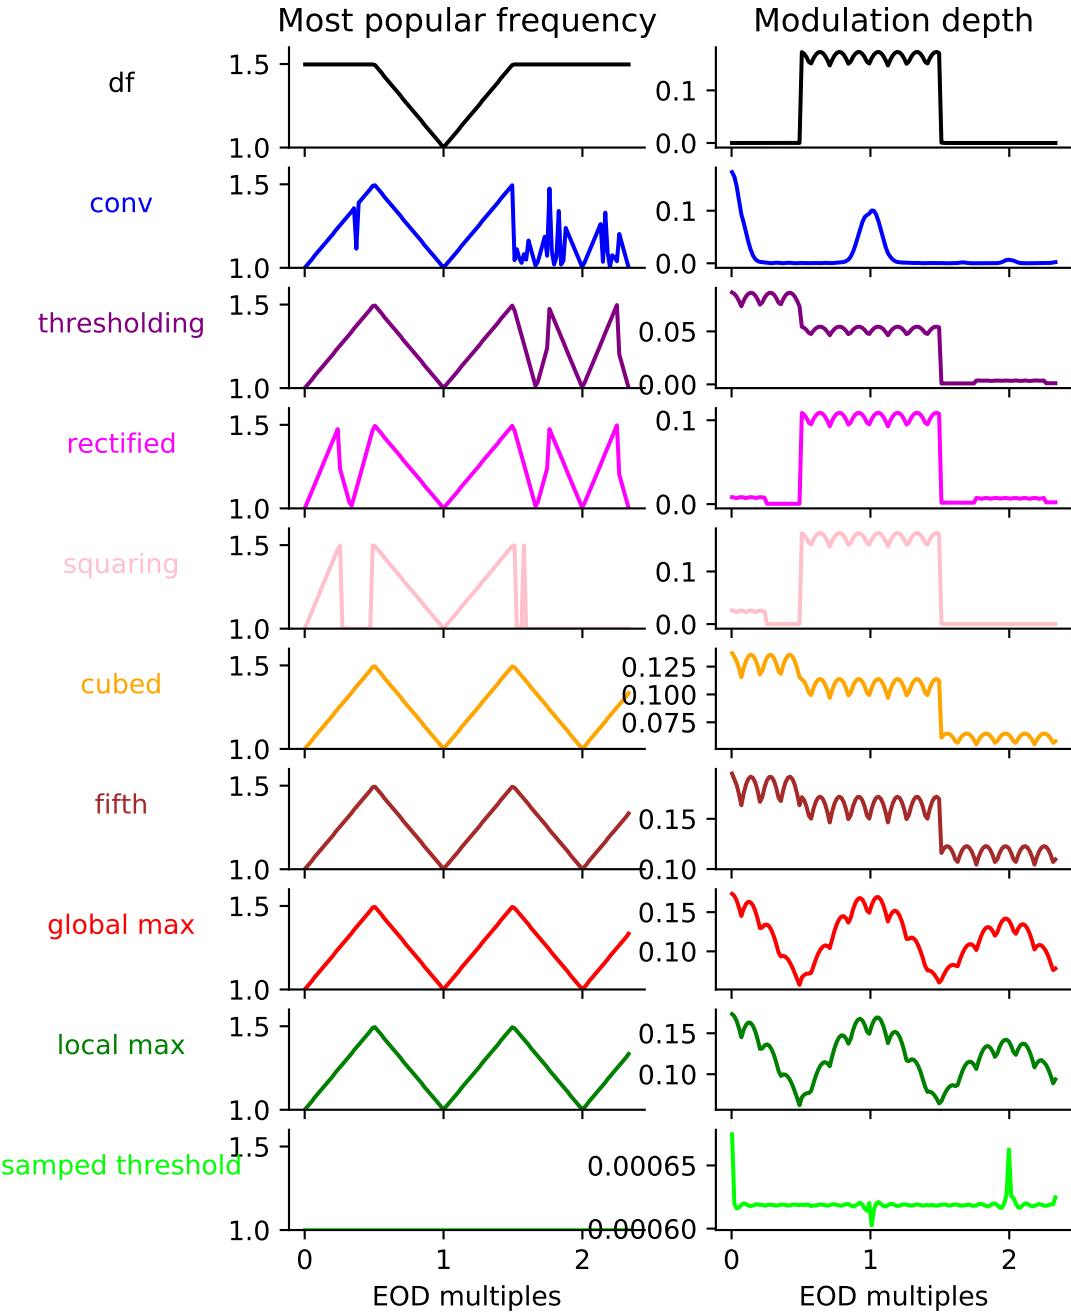 Most popular frequency Modulation depth
df 1.5 1.0 0.1 0.0
conv 1.5 1.0 0.1 0.0
thresholding 1.5 1.0 0.05 0.00
rectified 1.5 1.0 0.1 0.0
squaring 1.5 1.0 0.1 0.0
cubed 1.5 1.0 0.125 0.100 0.075
fifth 1.5 1.0 0.15 0.10
global max 1.5 1.0 0.15 0.10
local max 1.5 1.0 0.15 0.10
samped threshold 1.5 1.0 0.00065 0.00060
0 1 2 0 1 2
EOD multiples EOD multiples